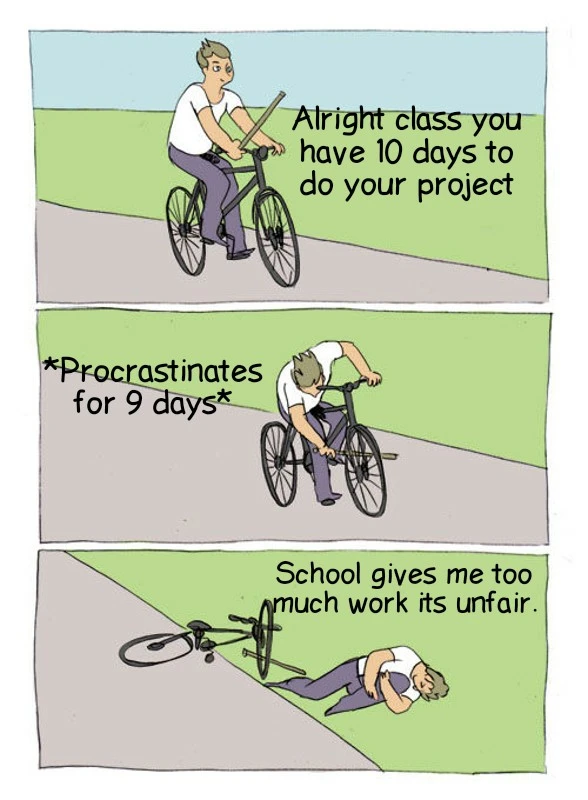 Alright class you
have 10 days to
do your project
*Procrastinates
for 9 days*
School gives me too
much work its unfair.